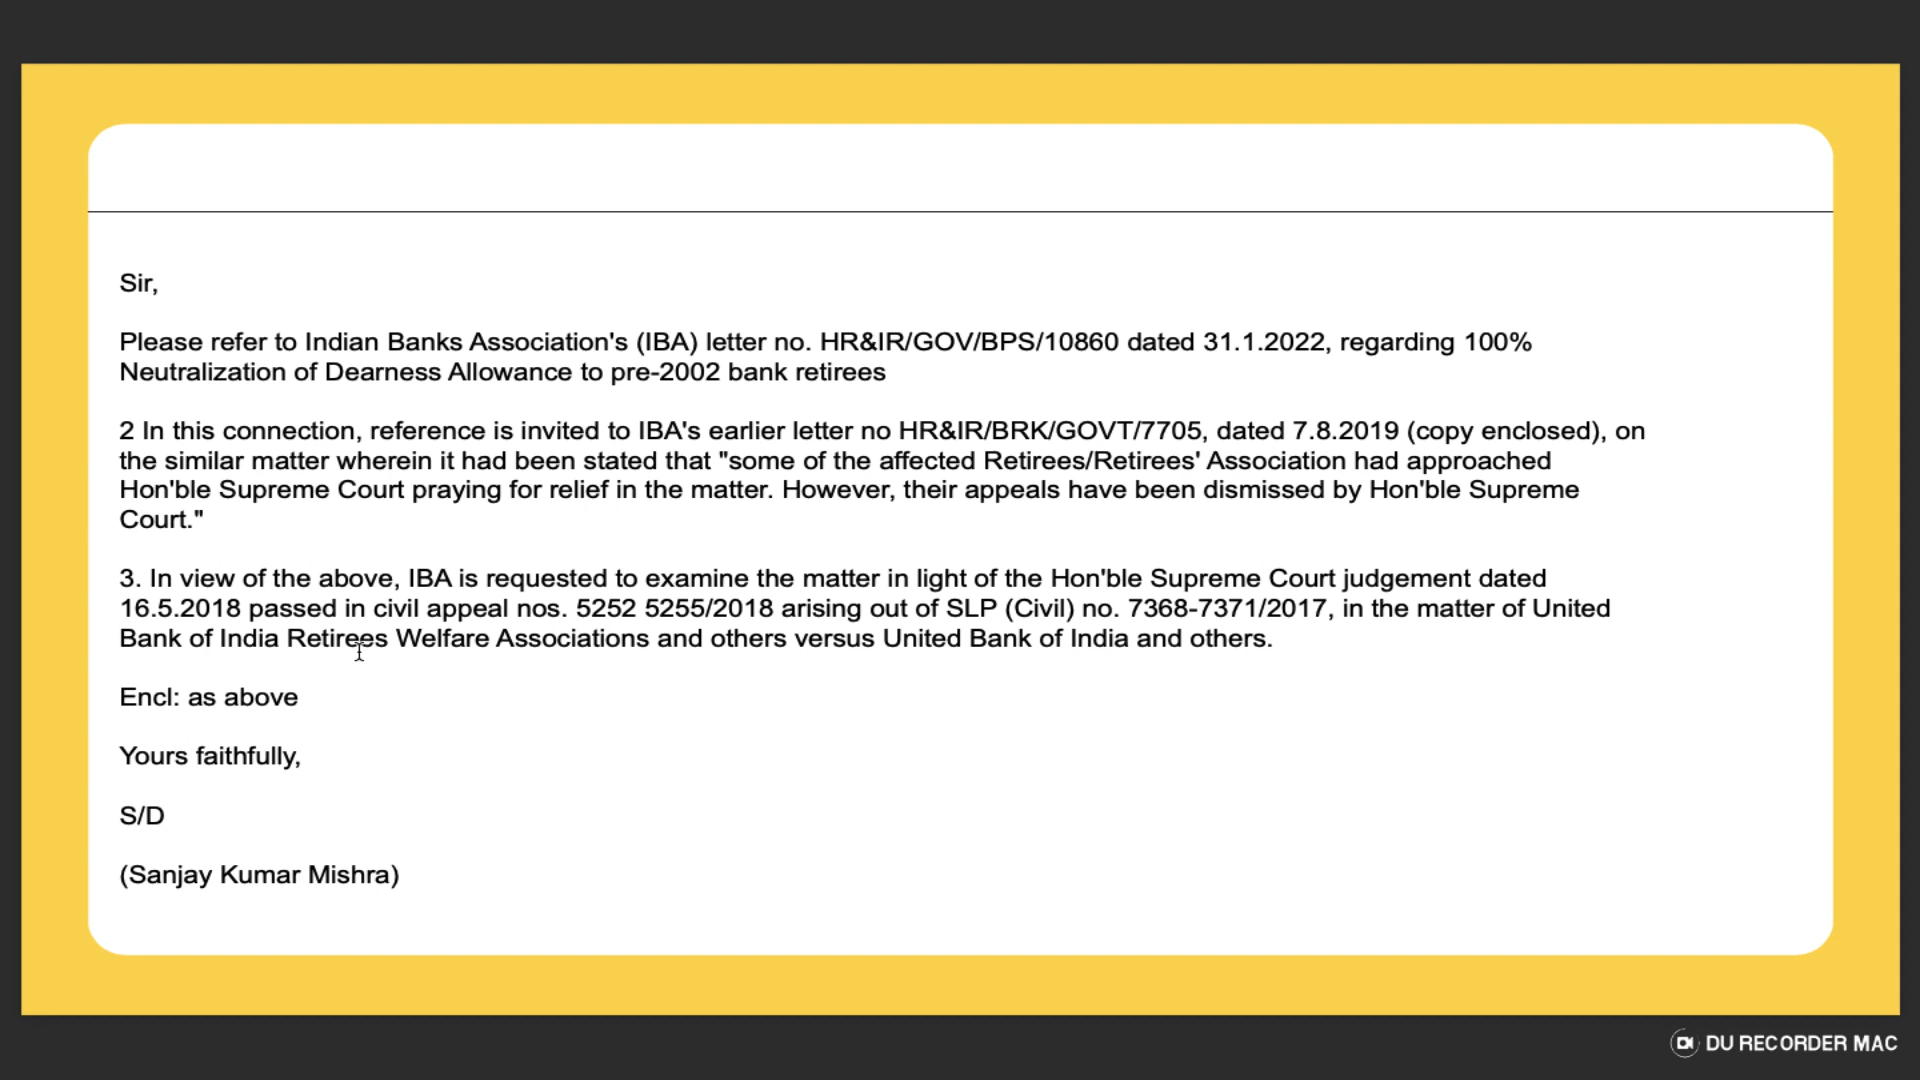 Sir,
Please refer to Indian Banks Association's (IBA) letter no. HR&IR/GOV/BPS/10860 dated 31.1.2022, regarding 100%
Neutralization of Dearness Allowance to pre-2002 bank retirees
2 In this connection, reference is invited to IBA's earlier letter no HR&IR/BRK/GOVT/7705, dated 7.8.2019 (copy enclosed), on
the similar matter wherein it had been stated that "some of the affected Retirees/Retirees' Association had approached
Hon'ble Supreme Court praying for relief in the matter. However, their appeals have been dismissed by Hon'ble Supreme
Court."
3. In view of the above, IBA is requested to examine the matter in light of the Hon'ble Supreme Court judgement dated
16.5.2018 passed in civil appeal nos. 5252 5255/2018 arising out of SLP (Civil) no. 7368-7371/2017, in the matter of United
Bank of India Retirees Welfare Associations and others versus United Bank of India and others.
Encl: as above
Yours faithfully,
S/D
(Sanjay Kumar Mishra)
DU RECORDER MAC